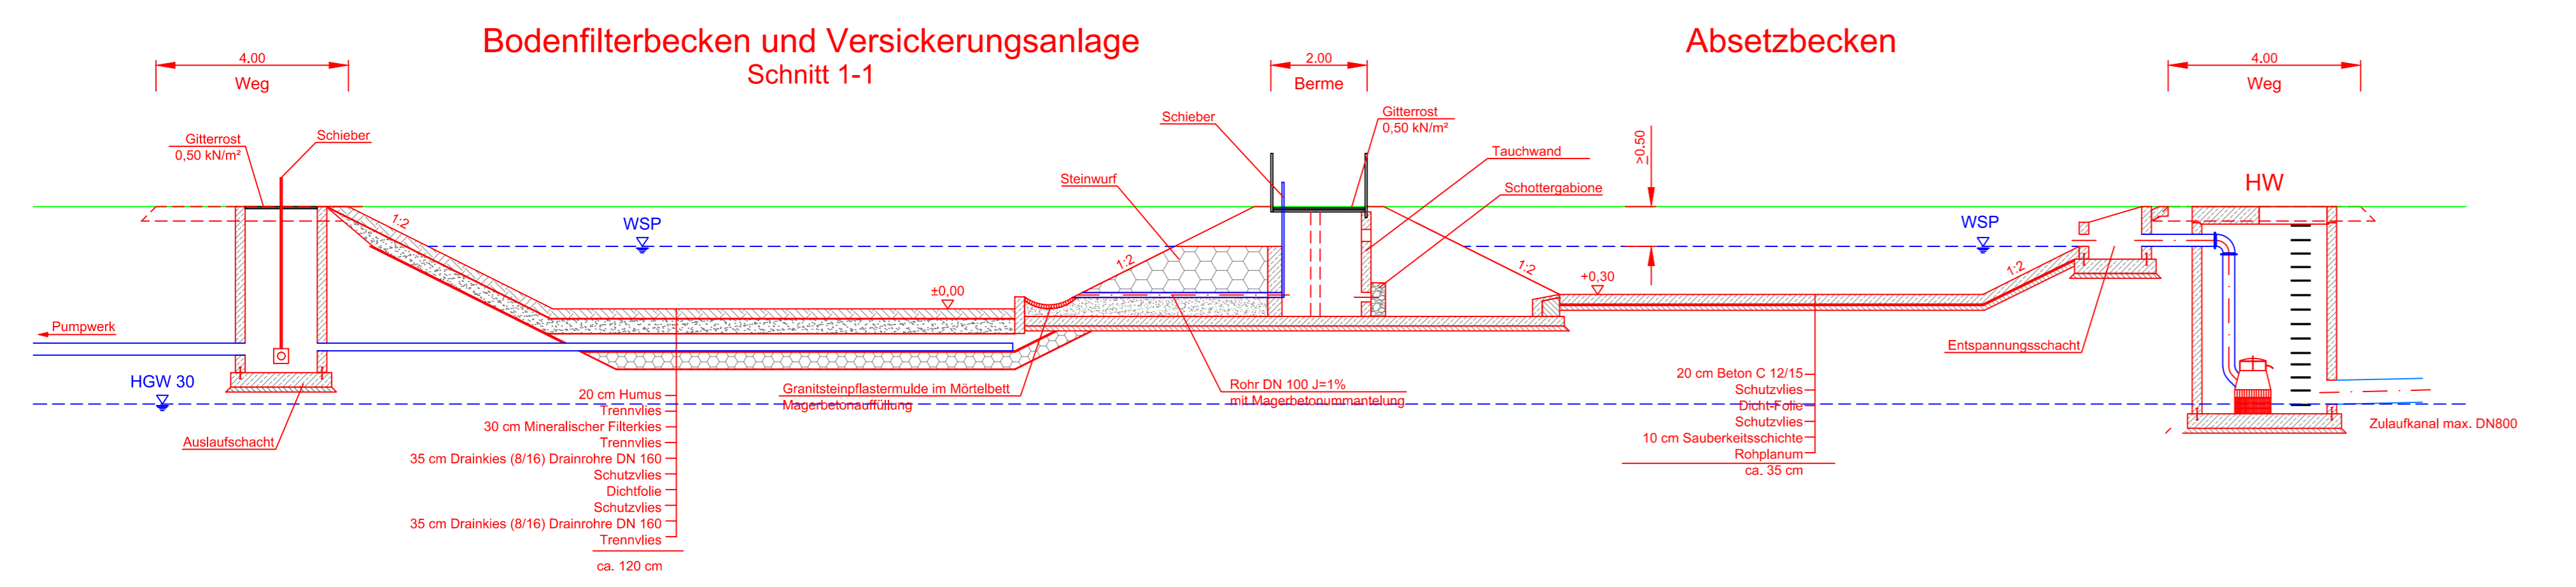 Bodenfilterbecken und Versickerungsanlage
Schnitt 1-1
Absetzbecken
4.00
Weg
2.00
Berme
4.00
Weg
Gitterrost
0,50 kN/m²
Schieber
Schieber
Gitterrost
0,50 kN/m²
≥0.50
Tauchwand
Steinwurf
Schottergabione
HW
1:2
WSP
WSP
1:2
1:2
1:2
±0,00
+0,30
Pumpwerk
HGW 30
Entspannungsschacht
Auslaufschacht
Granitsteinpflastermulde im Mörtelbett
Magerbetonauffüllung
Rohr DN 100 J=1%
mit Magerbetonummantelung
Zulaufkanal max. DN800
20 cm Humus
Trennvlies
30 cm Mineralischer Filterkies
Trennvlies
35 cm Drainkies (8/16) Drainrohre DN 160
Schutzvlies
Dichtfolie
Schutzvlies
35 cm Drainkies (8/16) Drainrohre DN 160
Trennvlies
ca. 120 cm
20 cm Beton C 12/15
Schutzvlies
Dicht-Folie
Schutzvlies
10 cm Sauberkeitsschichte
Rohplanum
ca. 35 cm